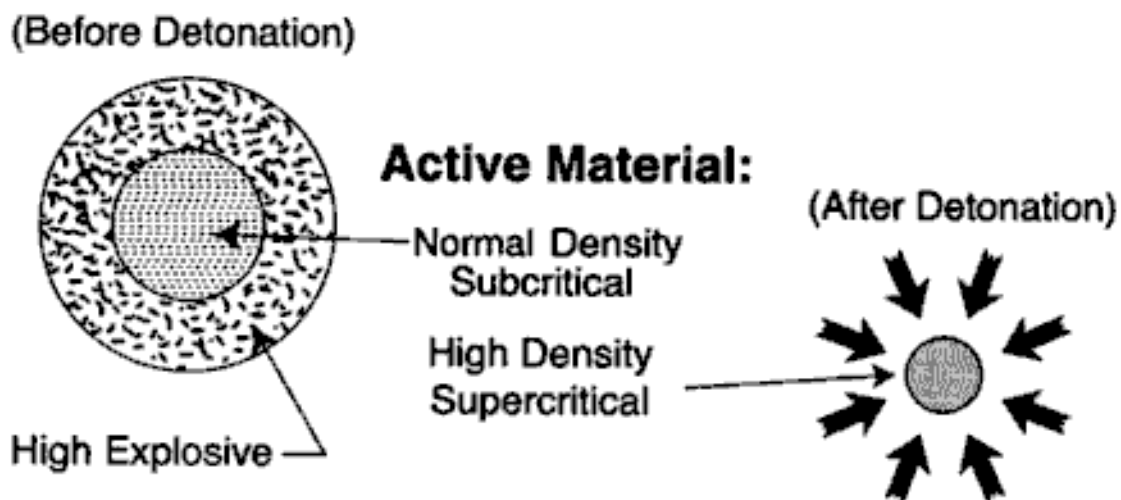 (Before Detonation)
Active Material:
(After Detonation)
Normal Density
Subcritical
High Density
Supercritical
High Explosive